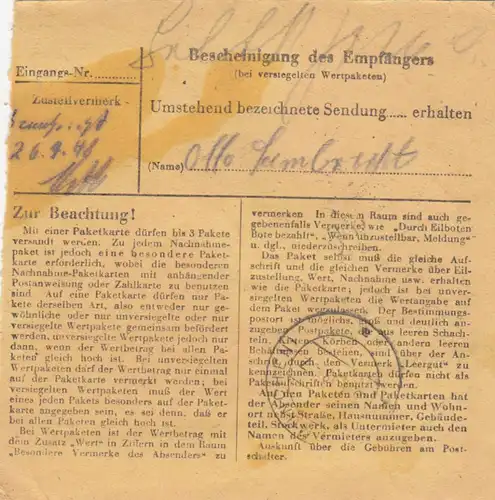 Bescheinigung des Empfängers
(bei versiegelten Wertpaketen)
Eingangs-Nr.
Zustellvermerk
26.9.48
Umstehend bezeichnete Sendung...... erhalten
(Name) Otto Lambrecht
Zur Beachtung!
Mit einer Paketkarte dürfen bis 3 Pakete
versandt werden. Zu jedem Nachnahme-
paket ist jedoch eine besondere Paket-
karte erforderlich, wobei die besonderen
Nachnahme-Paketkarten mit anhängender
Postanweisung oder Zahlkarte zu benutzen
sind. Auf eine Paketkarte dürfen nur Pa-
kete derselben Art, also entweder nur ge-
wöhnliche oder nur unversiegelte oder nur
versiegelte Wertpakete gemeinsam befördert
werden, unversiegelte Wertpakete jedoch nur
dann, wenn der Wertbetrag bei allen Pa-
keten gleich hoch ist. Bei unversiegelten
Wertpaketen darf der Wertbetrag nur einmal
auf der Paketkarte vermerkt werden; bei
versiegelten Wertpaketen muß der Wert
eines jeden Pakets besonders auf der Paket-
karte angegeben sein, es sei denn, daß er
bei allen Paketen gleich hoch ist.
Bei Wertpaketen ist der Wertbetrag mit
dem Zusatz „Wert" in Ziffern in dem Raum
„Besondere Vermerke des Absenders" zu
vermerken. In diesen Raum sind auch ge-
gebenenfalls Vermerke wie „Durch Eilboten
Bote bezahlt", „Wenn unzustellbar, Meldung"
u. dgl., niederzuschreiben.
Das Paket selbst muß die gleiche Auf-
schrift und die gleichen Vermerke über Eil-
zustellung, Wert, Nachnahme usw. erhalten
wie die Paketkarte; jedoch ist bei unver-
siegelten Wertpaketen die Wertangabe auf
dem Paket wegzulassen. Der Bestimmungs-
postort ist möglichst groß und deutlich an-
zugeben. Postpakete, die aus leeren Schach-
teln, Kisten, Körben oder andern leeren
Behältnissen bestehen, sind über der An-
schrift durch den Vermerk „Leergut" zu
kennzeichnen. Paketkarten dürfen nicht als
Paketaufschriften benutzt werden.
Auf den Paketen und Paketkarten hat
der Absender seinen Namen und Wohn-
ort nebst Straße, Hausnummer, Gebäude-
teil, Stockwerk, als Untermieter auch den
Namen des Vermieters anzugeben.
Auskunft über die Gebühren am Post-
schalter.